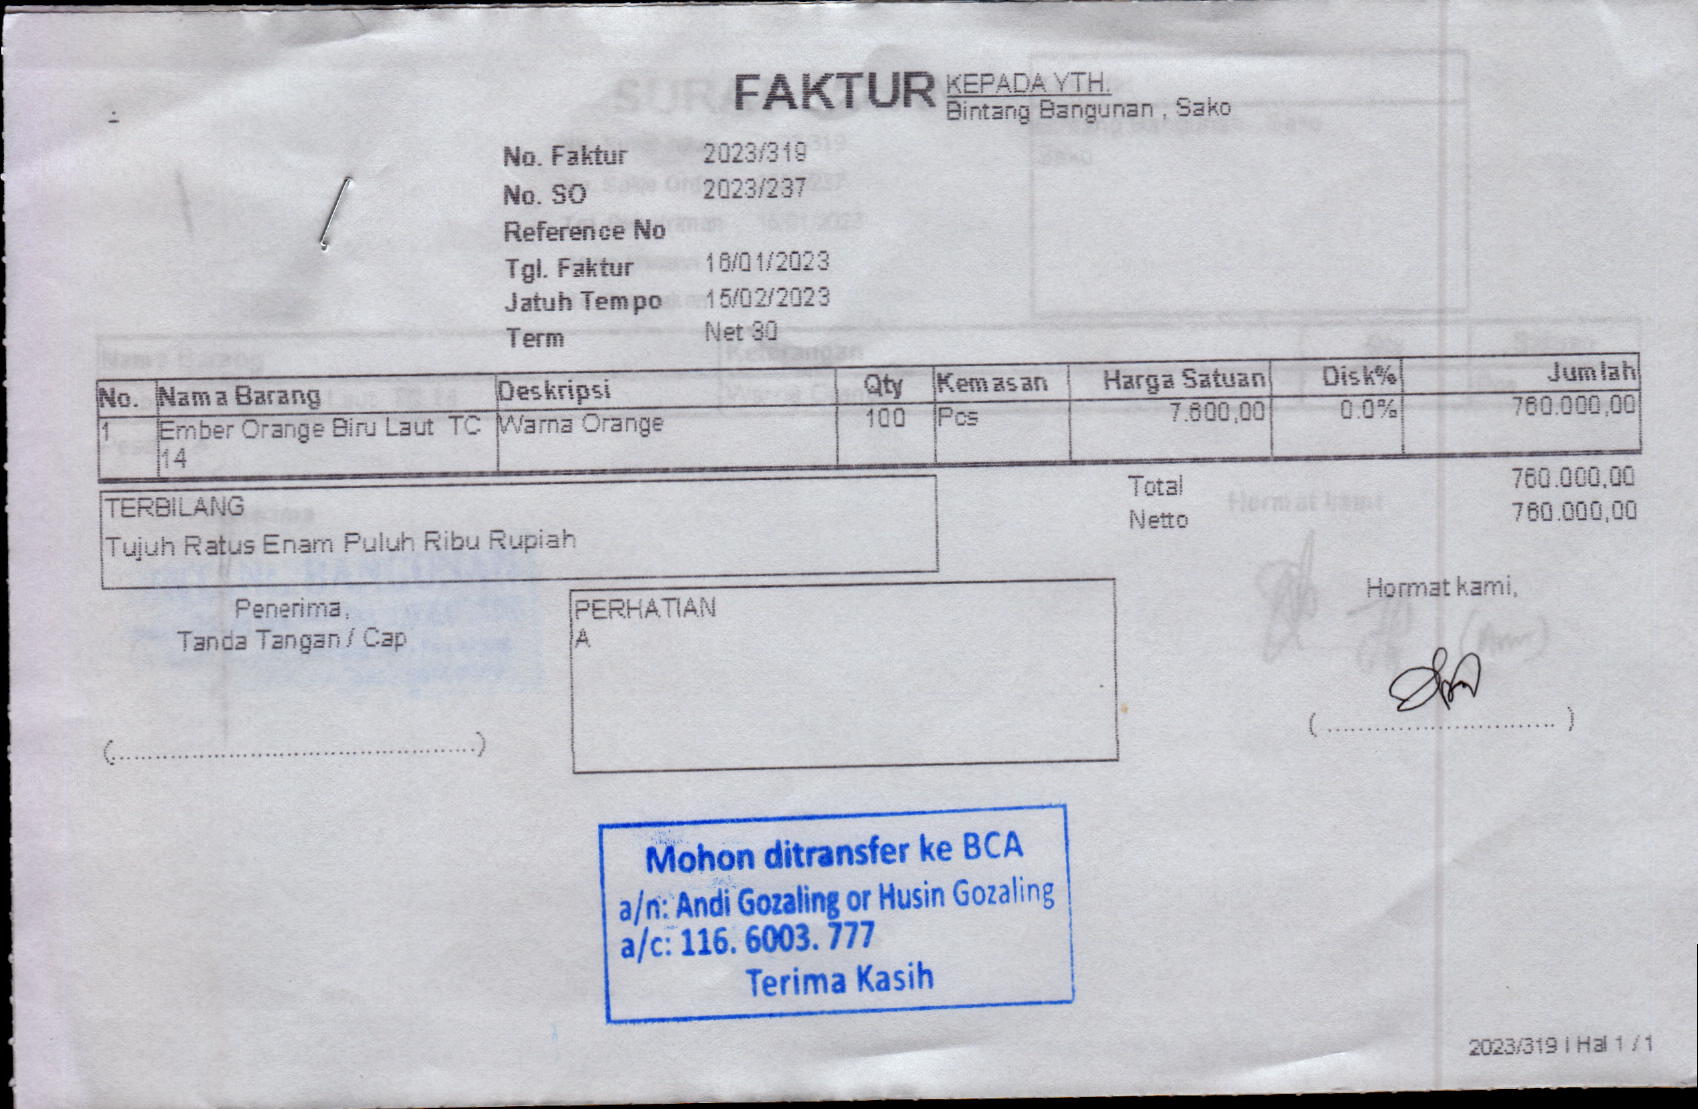 FAKTUR
KEPADA YTH.
Bintang Bangunan , Sako
No. Faktur 2023/319
No. SO 2023/237
Reference No
Tgl. Faktur 16/01/2023
Jatuh Tempo 15/02/2023
Term Net 30
No. Nama Barang Deskripsi Qty Kemasan Harga Satuan Disk% Jumlah
1 Ember Orange Biru Laut TC Warna Orange 100 Pcs 7.600,00 0.0% 760.000,00
14
Total 760.000,00
Netto 760.000,00
TERBILANG
Tujuh Ratus Enam Puluh Ribu Rupiah
Penerima,
Tanda Tangan / Cap
(................................................)
PERHATIAN
A
Hormat kami,
( ............................. )
Mohon ditransfer ke BCA
a/n: Andi Gozaling or Husin Gozaling
a/c: 116. 6003. 777
Terima Kasih
2023/319 | Hal 1 / 1